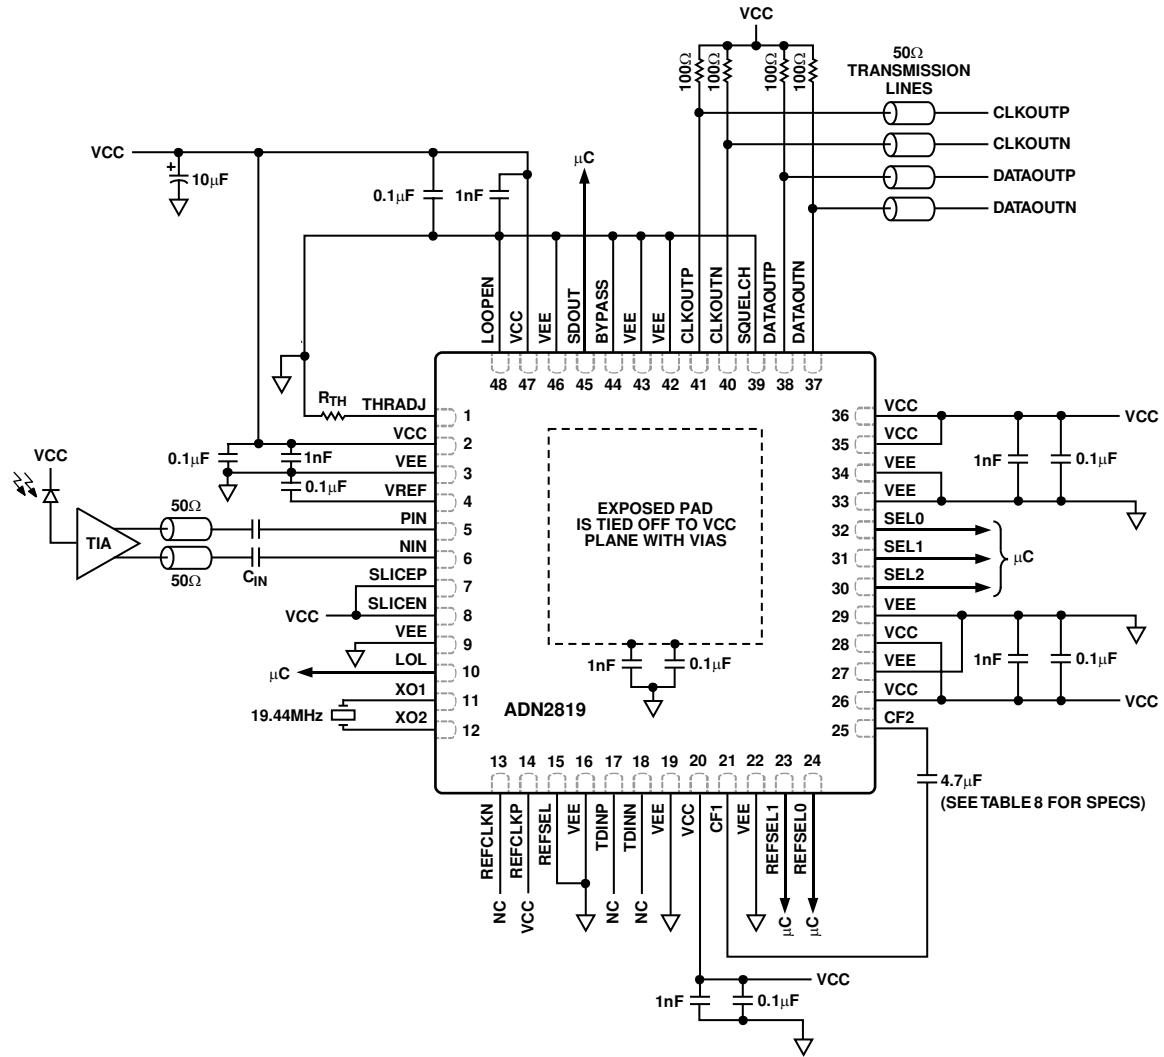 VCC
100Ω
100Ω
100Ω
100Ω
50Ω
TRANSMISSION
LINES
CLKOUTP
CLKOUTN
DATAOUTP
DATAOUTN
VCC
+
10μF
0.1μF
1nF
μC
LOOPEN
VCC
VEE
SDOUT
BYPASS
VEE
VEE
CLKOUTP
CLKOUTN
SQUELCH
DATAOUTP
DATAOUTN
48
47
46
45
44
43
42
41
40
39
38
37
RTH
THRADJ
1
VCC
2
0.1μF
1nF
VEE
3
0.1μF
VREF
4
VCC
50Ω
PIN
5
TIA
NIN
6
50Ω
CIN
SLICEP
7
VCC
SLICEN
8
VEE
9
μC
LOL
10
XO1
11
19.44MHz
XO2
12
EXPOSED PAD
IS TIED OFF TO VCC
PLANE WITH VIAS
1nF
0.1μF
ADN2819
36
VCC
VCC
35
VCC
34
VEE
1nF
0.1μF
33
VEE
32
SEL0
31
SEL1
μC
30
SEL2
29
VEE
28
VCC
27
VEE
1nF
0.1μF
26
VCC
VCC
25
CF2
4.7μF
(SEE TABLE 8 FOR SPECS)
13
14
15
16
17
18
19
20
21
22
23
24
REFCLKN
REFCLKP
REFSEL
VEE
TDINP
TDINN
VEE
VCC
CF1
VEE
REFSEL1
REFSEL0
NC
VCC
NC
NC
μC
μC
VCC
1nF
0.1μF